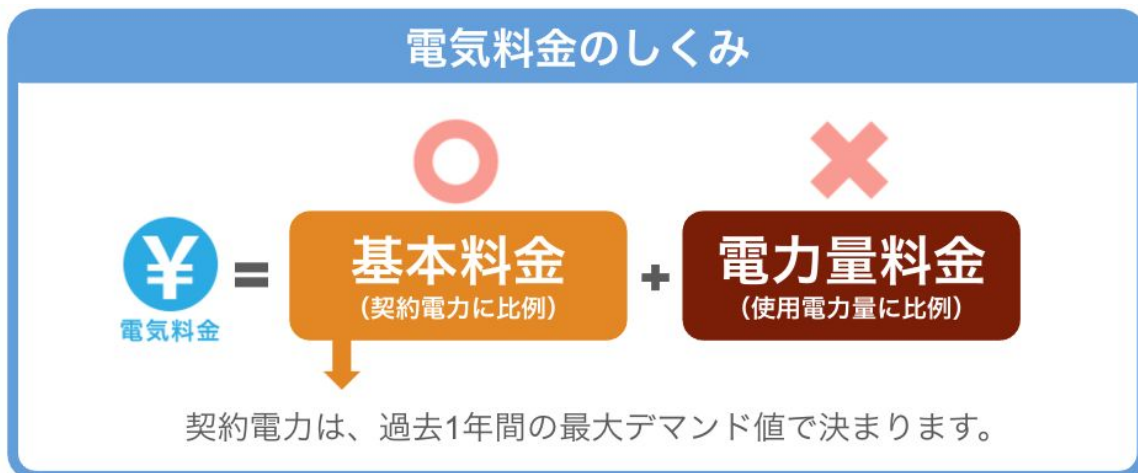 電気料金のしくみ
¥
電気料金
=
基本料金
(契約電力に比例)
+
電力量料金
(使用電力量に比例)
契約電力は、過去1年間の最大デマンド値で決まります。